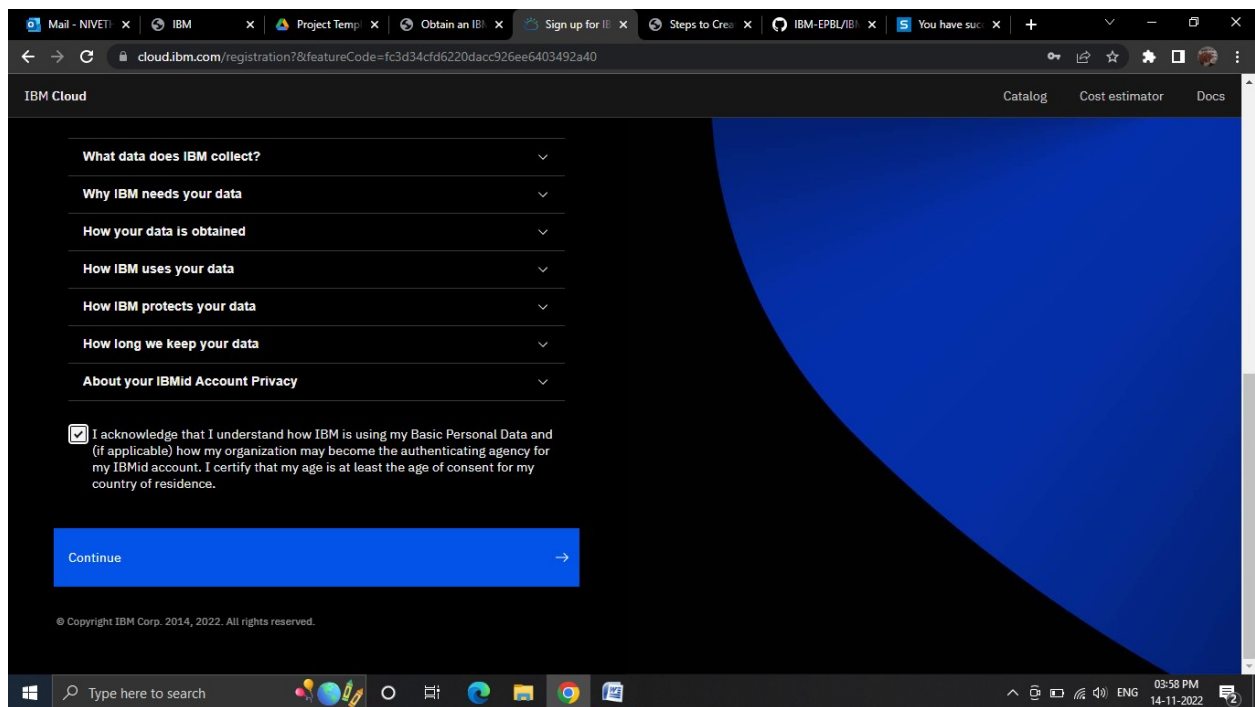 Mail - NIVETH
IBM
Project Templ
Obtain an IBM
Sign up for IB
Steps to Crea
IBM-EPBL/IBM
You have succ
cloud.ibm.com/registration?&featureCode=fc3d34cfd6220dacc926ee6403492a40
IBM Cloud
Catalog
Cost estimator
Docs
What data does IBM collect?
Why IBM needs your data
How your data is obtained
How IBM uses your data
How IBM protects your data
How long we keep your data
About your IBMid Account Privacy
I acknowledge that I understand how IBM is using my Basic Personal Data and
(if applicable) how my organization may become the authenticating agency for
my IBMid account. I certify that my age is at least the age of consent for my
country of residence.
Continue
© Copyright IBM Corp. 2014, 2022. All rights reserved.
Type here to search
ENG
03:58 PM
14-11-2022
2